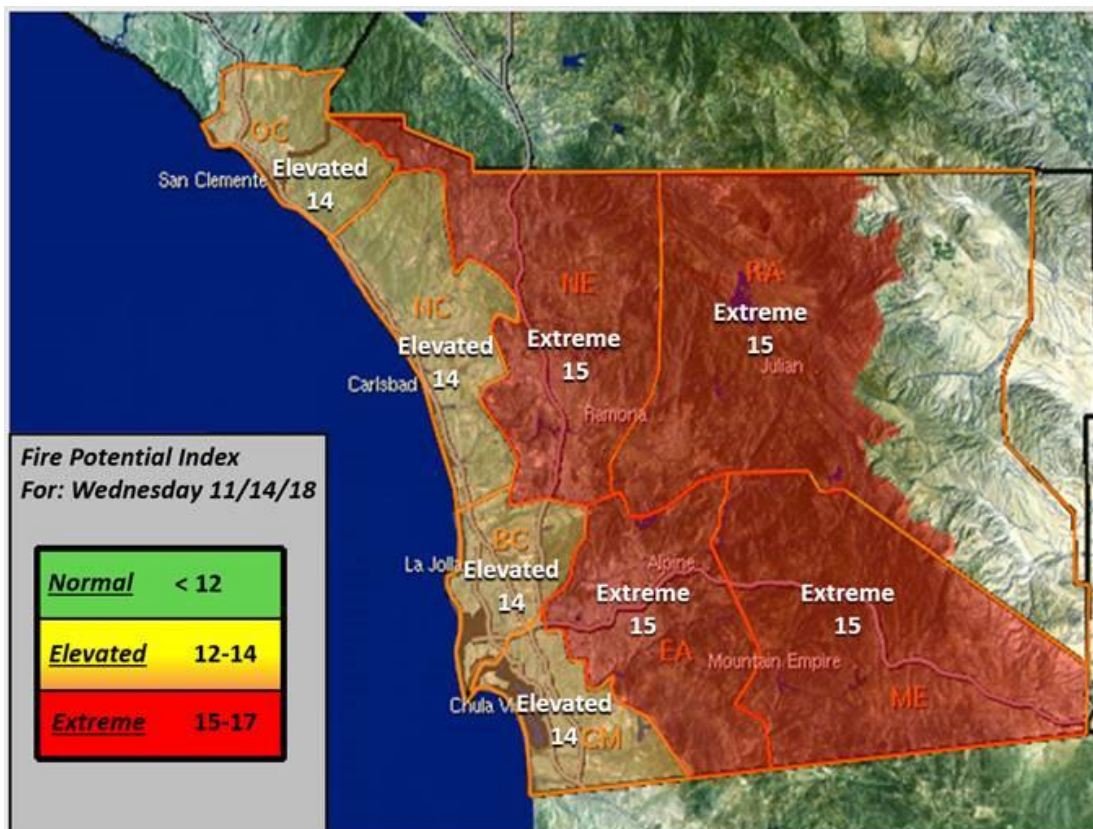 OC
Elevated
14
San Clemente
NC
Elevated
14
Carlsbad
NE
Extreme
15
Ramona
RA
Extreme
15
Julian
Fire Potential Index
For: Wednesday 11/14/18
Normal < 12
Elevated 12-14
Extreme 15-17
BC
La Jolla
Elevated
14
Alpine
Extreme
15
EA
Extreme
15
Mountain Empire
ME
Chula Vi
Elevated
14
CM